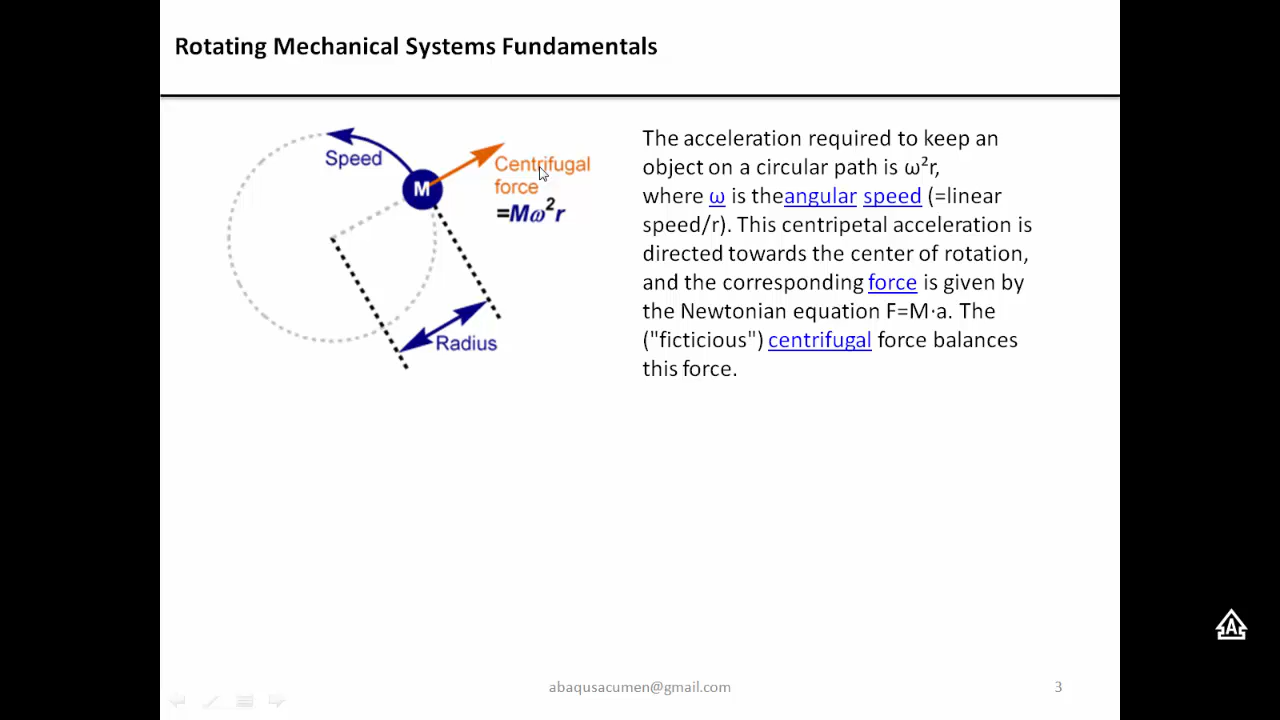 Rotating Mechanical Systems Fundamentals
Speed
M
Centrifugal
force
=Mω²r
Radius
The acceleration required to keep an
object on a circular path is ω²r,
where ω is theangular speed (=linear
speed/r). This centripetal acceleration is
directed towards the center of rotation,
and the corresponding force is given by
the Newtonian equation F=M·a. The
("ficticious") centrifugal force balances
this force.
A
abaqusacumen@gmail.com
3